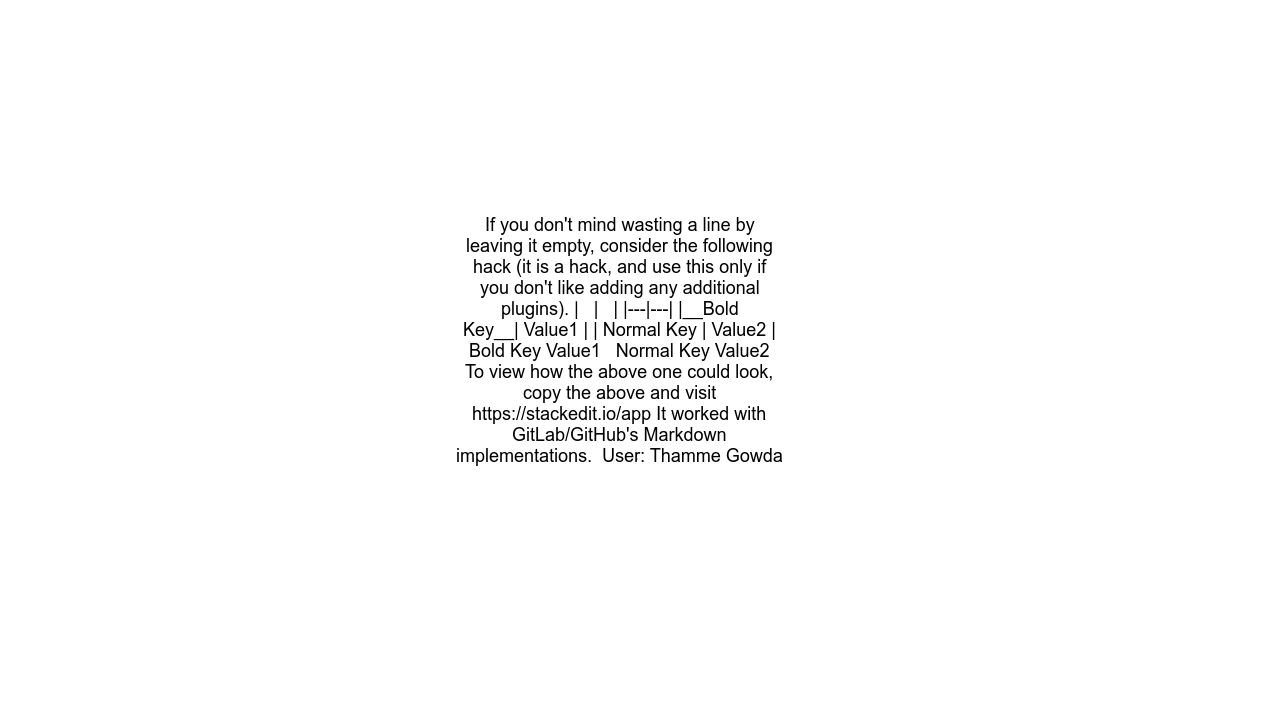 If you don't mind wasting a line by
leaving it empty, consider the following
hack (it is a hack, and use this only if
you don't like adding any additional
plugins). |   |   | |---|---| |__Bold
Key__| Value1 | | Normal Key | Value2 |
Bold Key Value1   Normal Key Value2
To view how the above one could look,
copy the above and visit
https://stackedit.io/app It worked with
GitLab/GitHub's Markdown
implementations.  User: Thamme Gowda